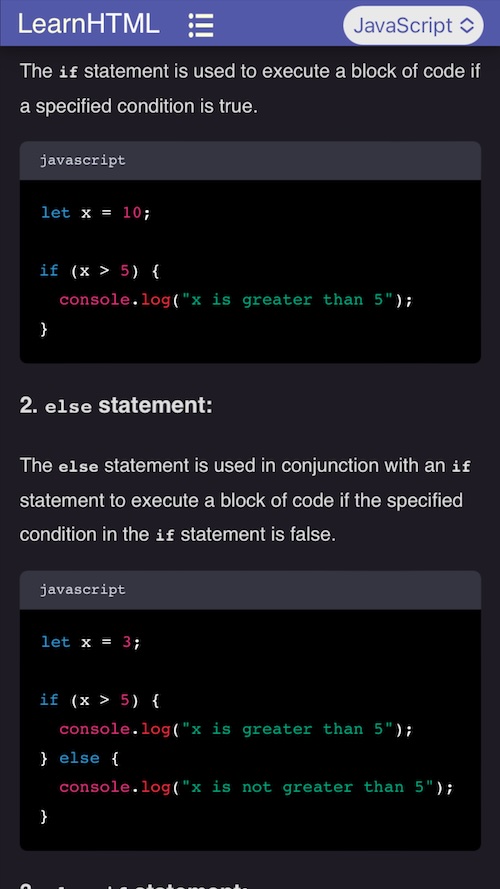 LearnHTML
JavaScript
The if statement is used to execute a block of code if
a specified condition is true.
javascript
let x = 10;
if (x > 5) {
  console.log("x is greater than 5");
}
2. else statement:
The else statement is used in conjunction with an if
statement to execute a block of code if the specified
condition in the if statement is false.
javascript
let x = 3;
if (x > 5) {
  console.log("x is greater than 5");
} else {
  console.log("x is not greater than 5");
}